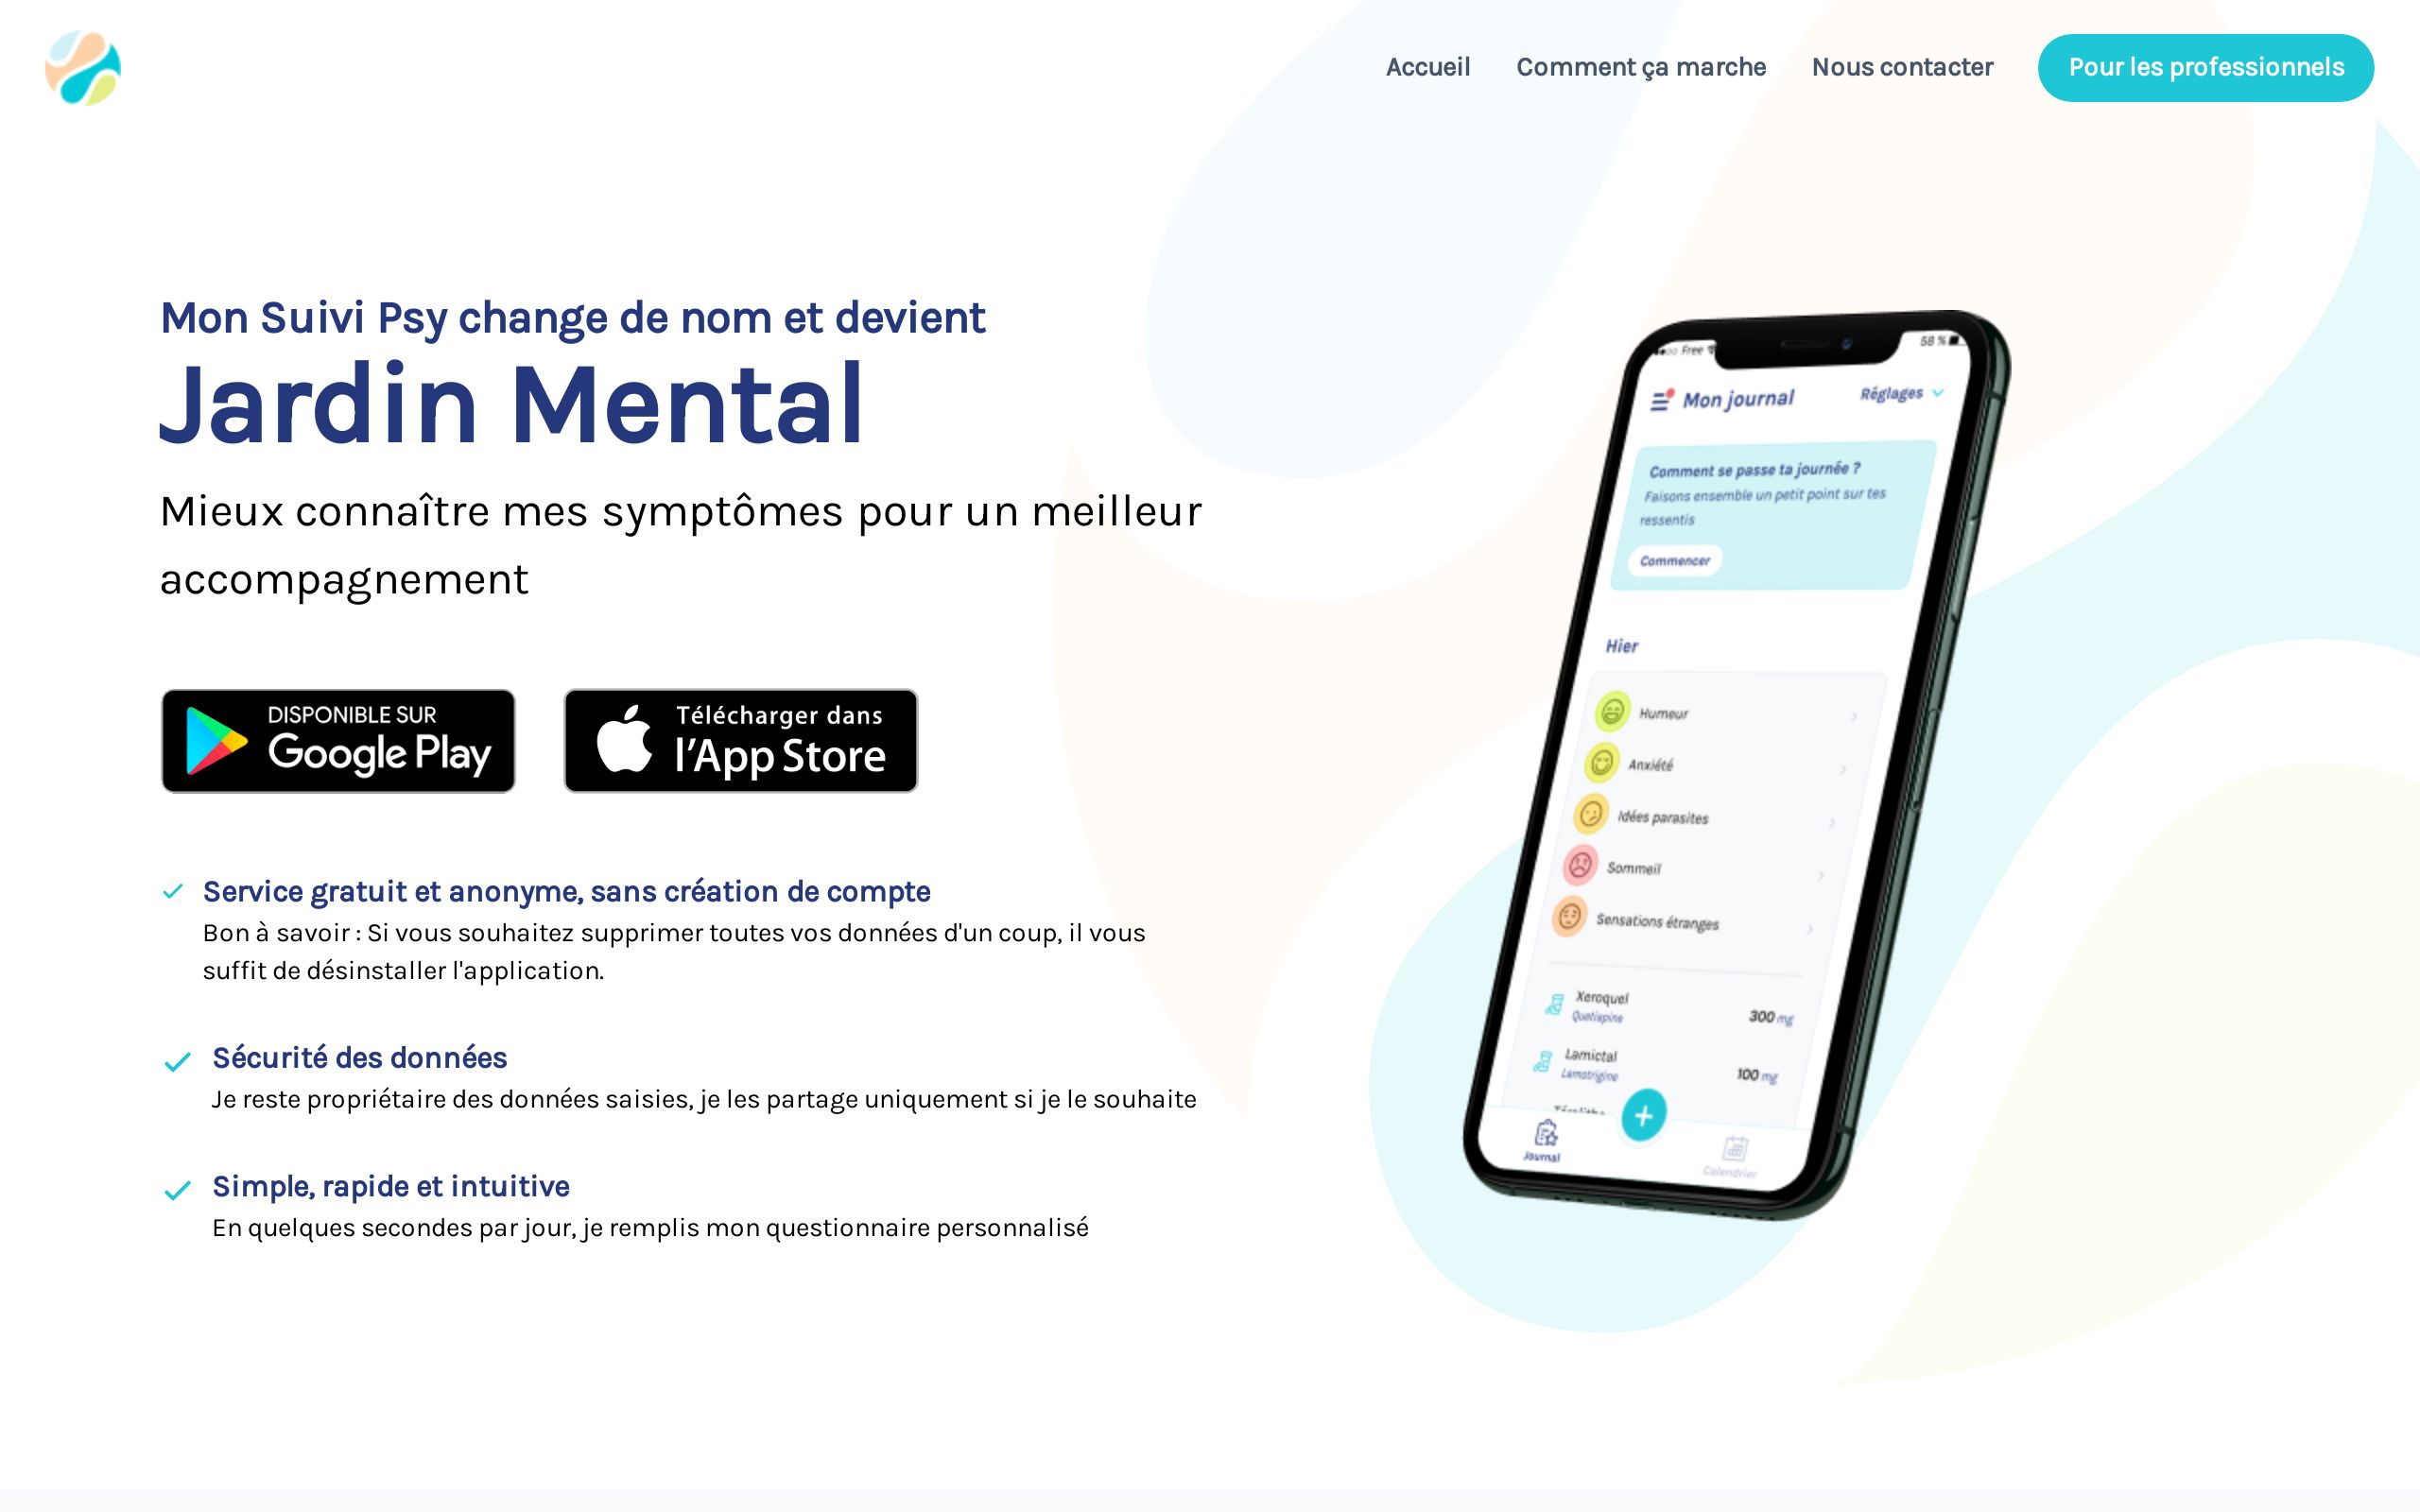 Accueil
Comment ça marche
Nous contacter
Pour les professionnels
Mon Suivi Psy change de nom et devient
Jardin Mental
Mieux connaître mes symptômes pour un meilleur
accompagnement
DISPONIBLE SUR
Google Play
Télécharger dans
l'App Store
Service gratuit et anonyme, sans création de compte
Bon à savoir : Si vous souhaitez supprimer toutes vos données d'un coup, il vous
suffit de désinstaller l'application.
Sécurité des données
Je reste propriétaire des données saisies, je les partage uniquement si je le souhaite
Simple, rapide et intuitive
En quelques secondes par jour, je remplis mon questionnaire personnalisé
Free
58 %
Mon journal
Réglages
Comment se passe ta journée ?
Faisons ensemble un petit point sur tes
ressentis
Commencer
Hier
Humeur
Anxiété
Idées parasites
Sommeil
Sensations étranges
Xeroquel
Quetiapine
300 mg
Lamictal
Lamotrigine
100 mg
Journal
Calendrier